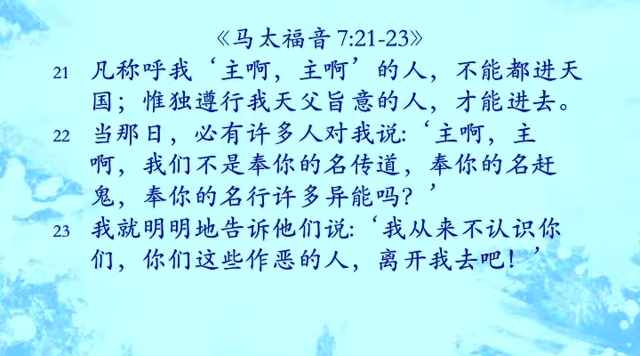 《马太福音 7:21-23》
21 凡称呼我‘主啊，主啊’的人，不能都进天
国；惟独遵行我天父旨意的人，才能进去。
22 当那日，必有许多人对我说:‘主啊，主
啊，我们不是奉你的名传道，奉你的名赶
鬼，奉你的名行许多异能吗？’
23 我就明明地告诉他们说:‘我从来不认识你
们，你们这些作恶的人，离开我去吧！’